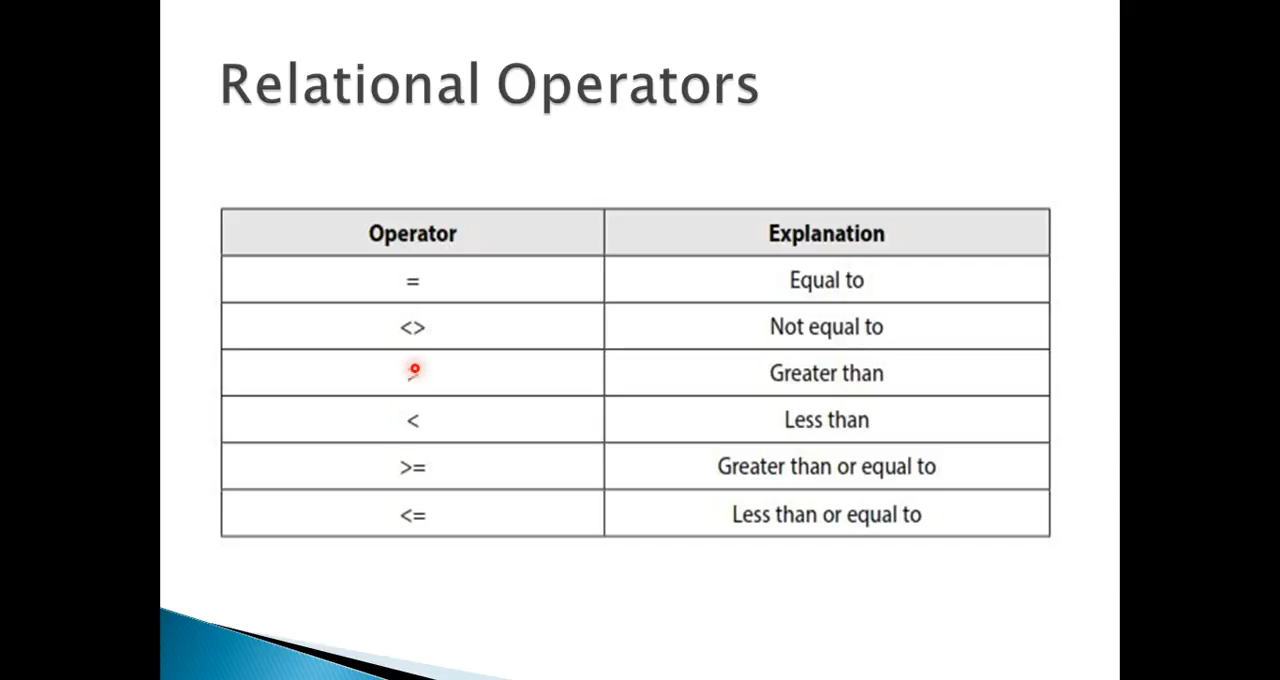 Relational Operators
Operator Explanation
= Equal to
<> Not equal to
> Greater than
< Less than
>= Greater than or equal to
<= Less than or equal to